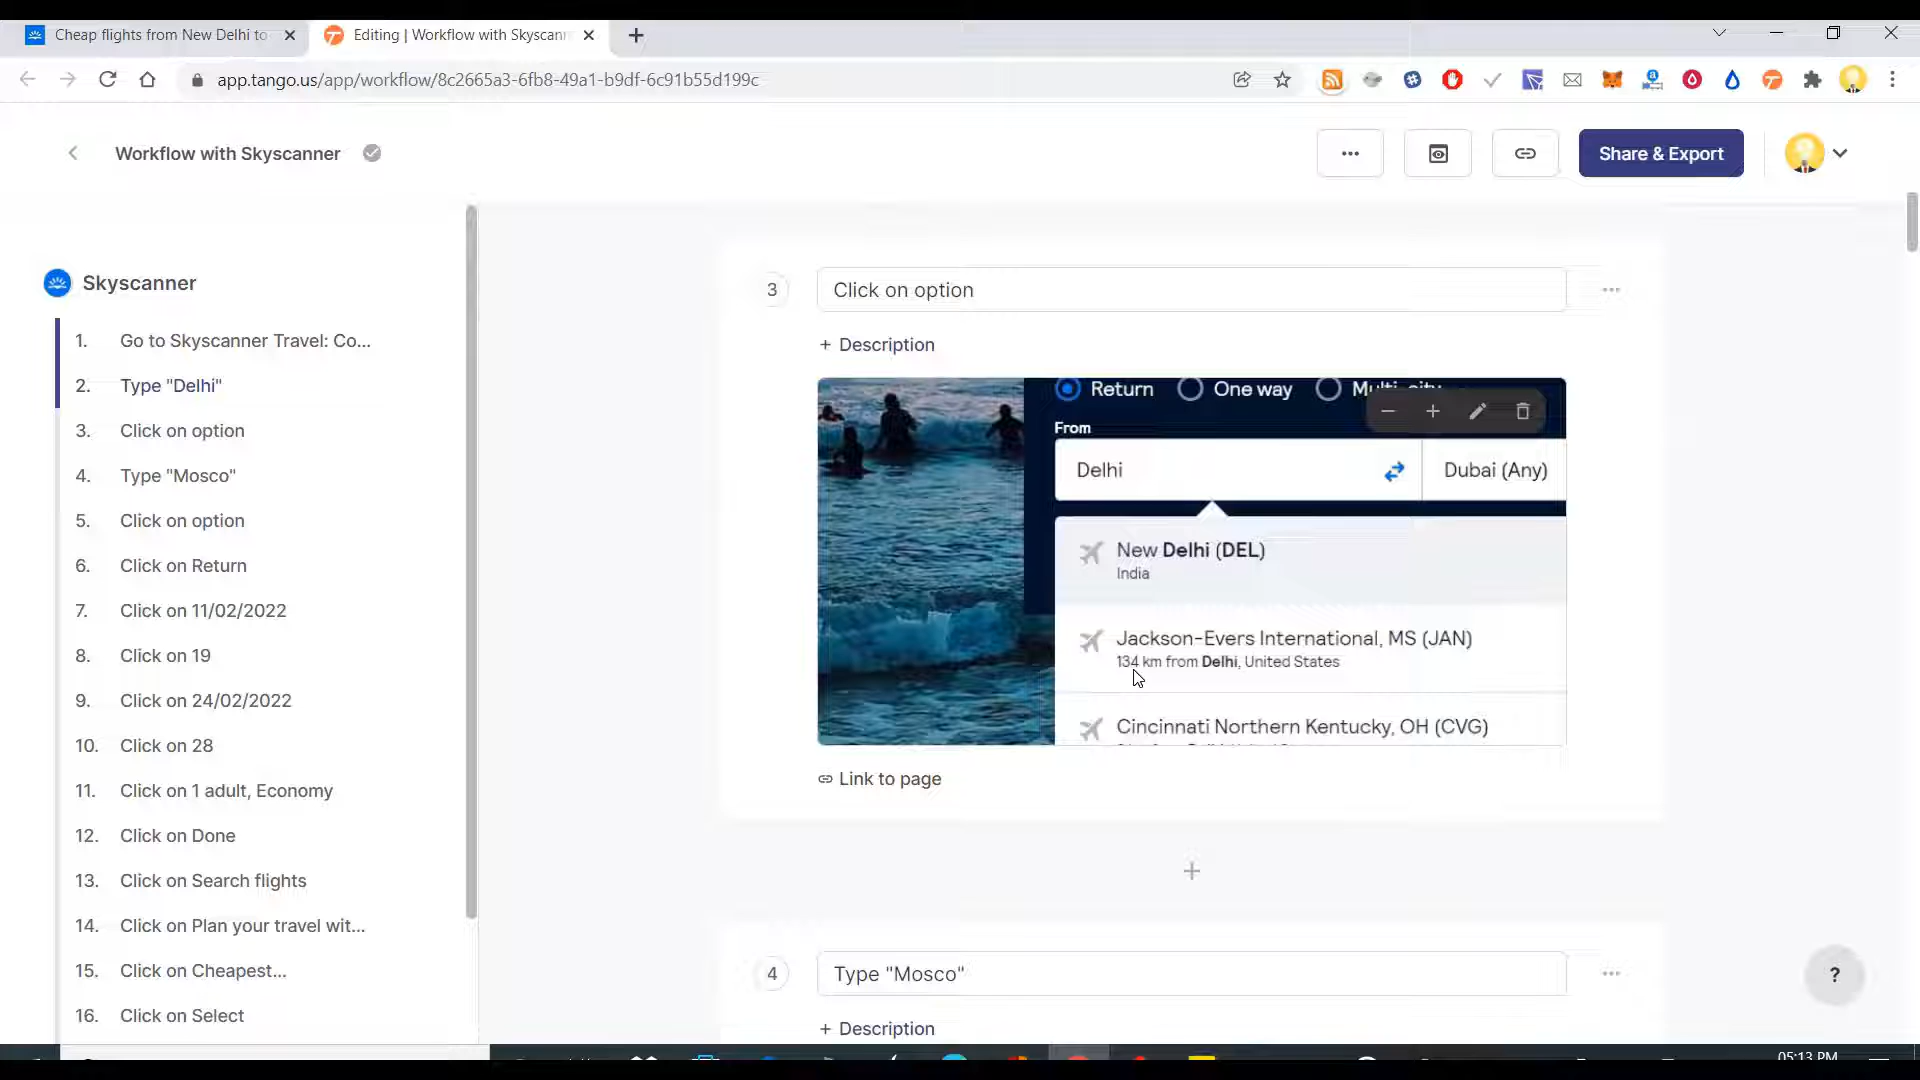 Cheap flights from New Delhi to
Editing | Workflow with Skyscann
app.tango.us/app/workflow/8c2665a3-6fb8-49a1-b9df-6c91b55d199c
Workflow with Skyscanner
Share & Export
Skyscanner
1. Go to Skyscanner Travel: Co...
2. Type "Delhi"
3. Click on option
4. Type "Mosco"
5. Click on option
6. Click on Return
7. Click on 11/02/2022
8. Click on 19
9. Click on 24/02/2022
10. Click on 28
11. Click on 1 adult, Economy
12. Click on Done
13. Click on Search flights
14. Click on Plan your travel wit...
15. Click on Cheapest...
16. Click on Select
3 Click on option
+ Description
Return One way Multi-city
From
Delhi Dubai (Any)
New Delhi (DEL)
India
Jackson-Evers International, MS (JAN)
134 km from Delhi, United States
Cincinnati Northern Kentucky, OH (CVG)
Link to page
+
4 Type "Mosco"
+ Description
?
05:13 PM